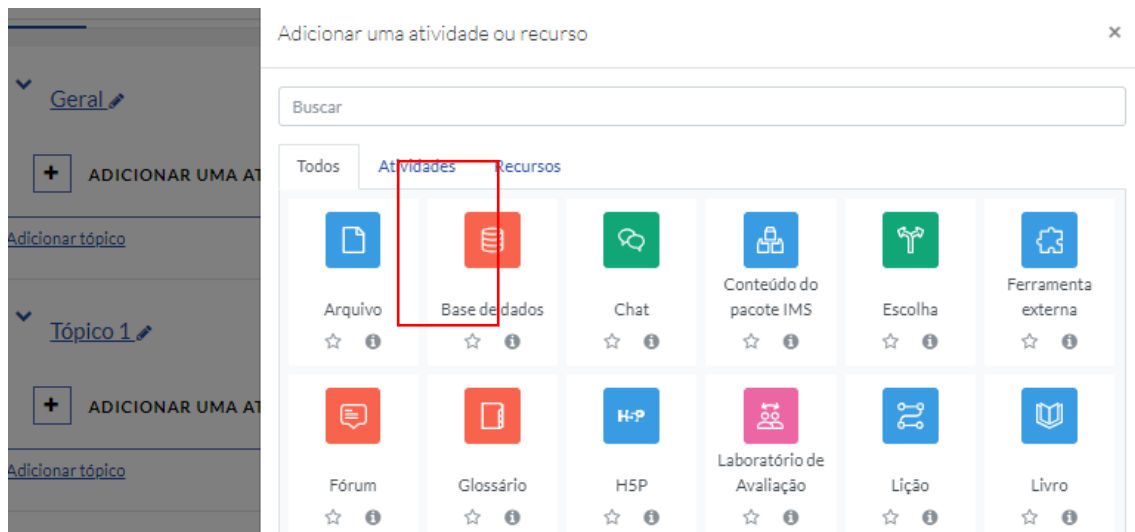 Adicionar uma atividade ou recurso
×
Geral
Buscar
Todos Atividades Recursos
+ ADICIONAR UMA AT
Adicionar tópico
Arquivo Base de dados Chat Conteúdo do pacote IMS Escolha Ferramenta externa
Tópico 1
+ ADICIONAR UMA AT
H5P
Adicionar tópico
Fórum Glossário H5P Laboratório de Avaliação Lição Livro